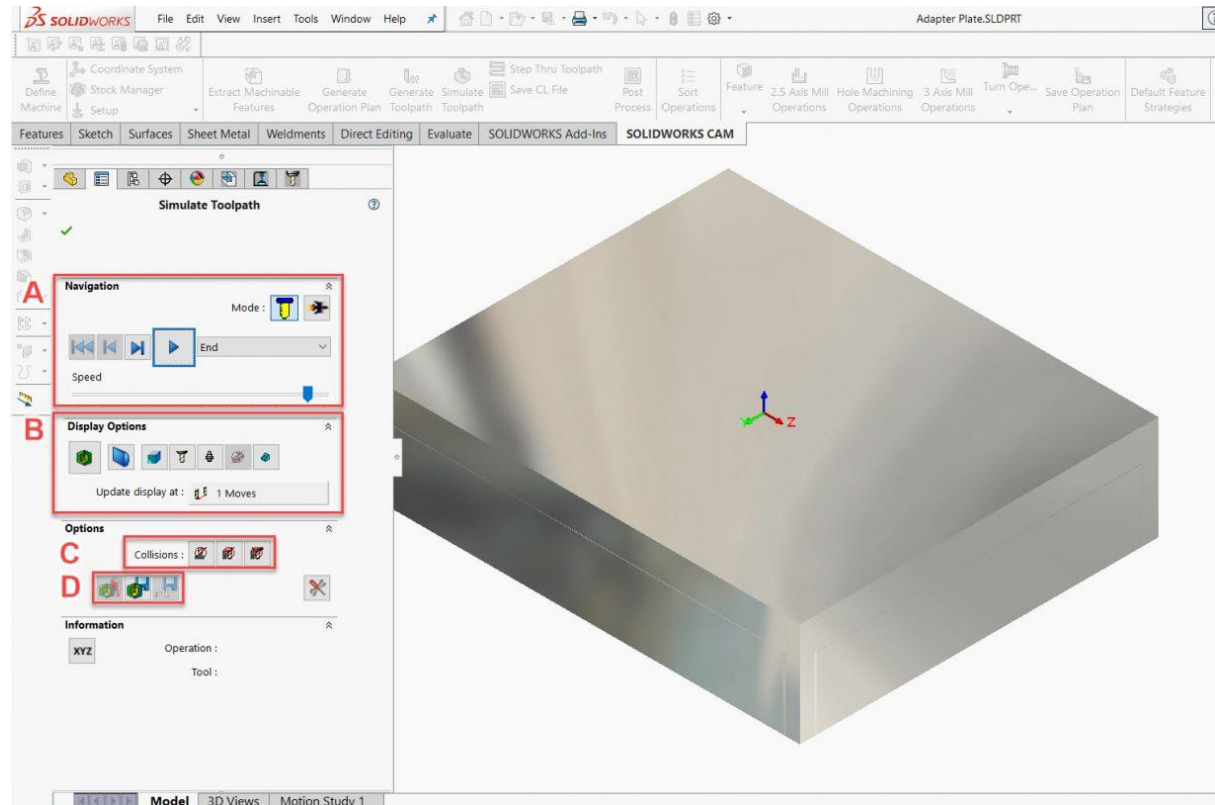 SOLIDWORKS File Edit View Insert Tools Window Help Adapter Plate.SLDPRT
Define Machine
Coordinate System
Stock Manager
Setup
Extract Machinable Features
Generate Operation Plan
Generate Toolpath
Simulate Toolpath
Step Thru Toolpath
Save CL File
Post Process
Sort Operations
Feature
2.5 Axis Mill Operations
Hole Machining Operations
3 Axis Mill Operations
Turn Ope...
Save Operation Plan
Default Feature Strategies
Features Sketch Surfaces Sheet Metal Weldments Direct Editing Evaluate SOLIDWORKS Add-Ins SOLIDWORKS CAM
Simulate Toolpath
A
Navigation
Mode :
End
Speed
B
Display Options
Update display at : 1 Moves
Options
C
Collisions :
D
Information
XYZ Operation :
Tool :
Z
Model 3D Views Motion Study 1